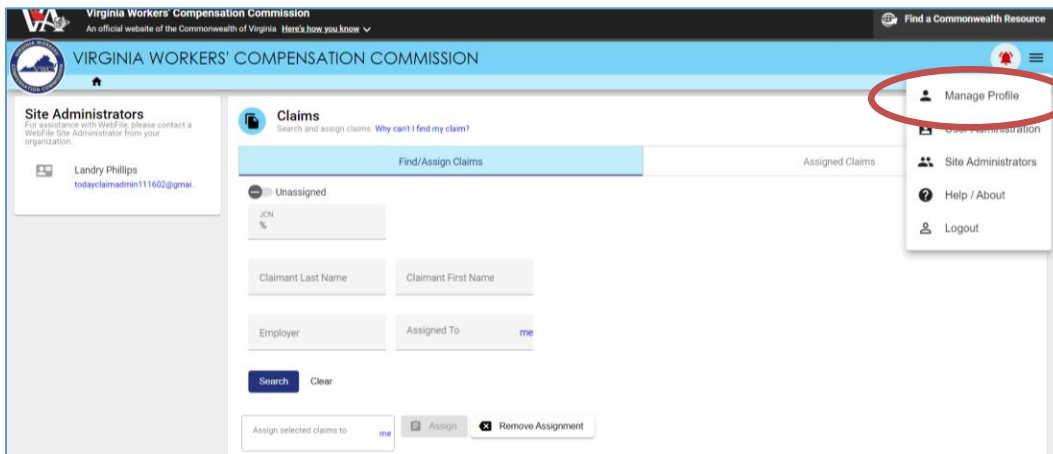 Virginia Workers' Compensation Commission
An official website of the Commonwealth of Virginia Here's how you know
Find a Commonwealth Resource
VIRGINIA WORKERS' COMPENSATION COMMISSION
Site Administrators
For assistance with WebFile, please contact a
WebFile Site Administrator from your
organization.
Landry Phillips
todayclaimadmin111602@gmai...
Claims
Search and assign claims. Why can't I find my claim?
Find/Assign Claims
Assigned Claims
Unassigned
JCN
%
Claimant Last Name
Claimant First Name
Employer
Assigned To
me
Search
Clear
Assign selected claims to
me
Assign
Remove Assignment
Manage Profile
User Administration
Site Administrators
Help / About
Logout